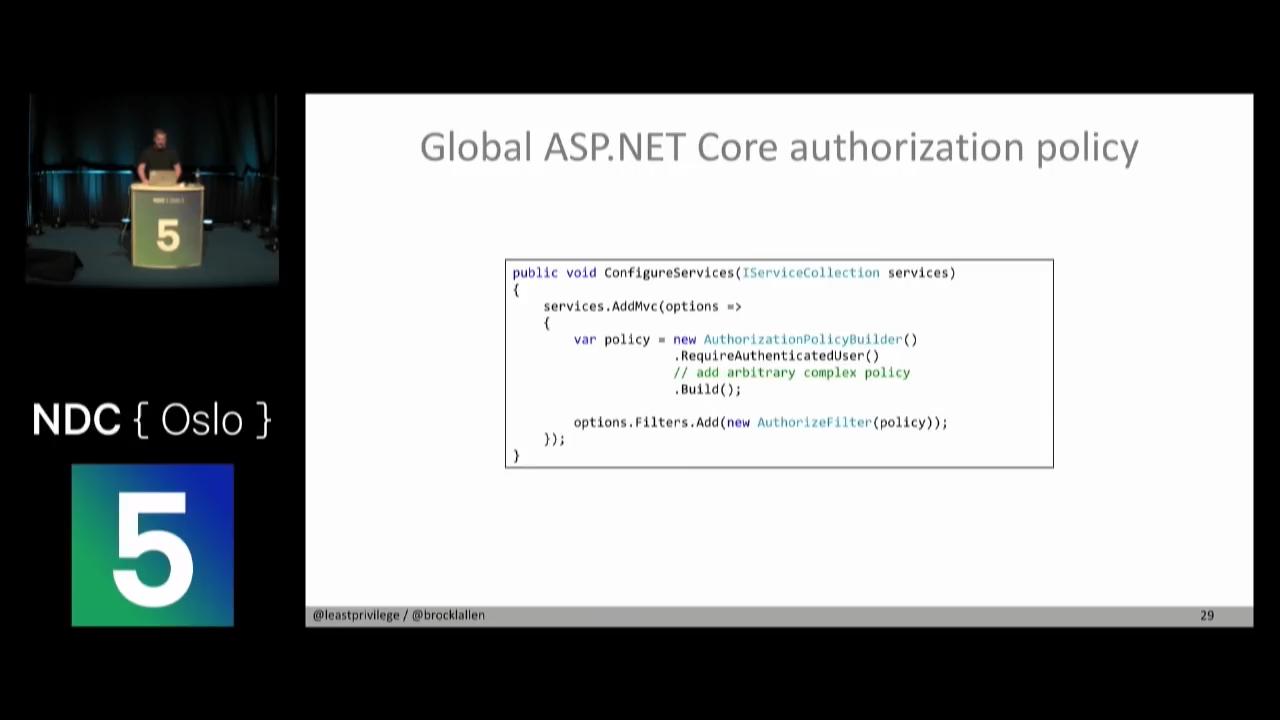 Global ASP.NET Core authorization policy
public void ConfigureServices(IServiceCollection services)
{
    services.AddMvc(options =>
    {
        var policy = new AuthorizationPolicyBuilder()
                     .RequireAuthenticatedUser()
                     // add arbitrary complex policy
                     .Build();

        options.Filters.Add(new AuthorizeFilter(policy));
    });
}
@leastprivilege / @brocklallen
29
5
NDC { Oslo }
5